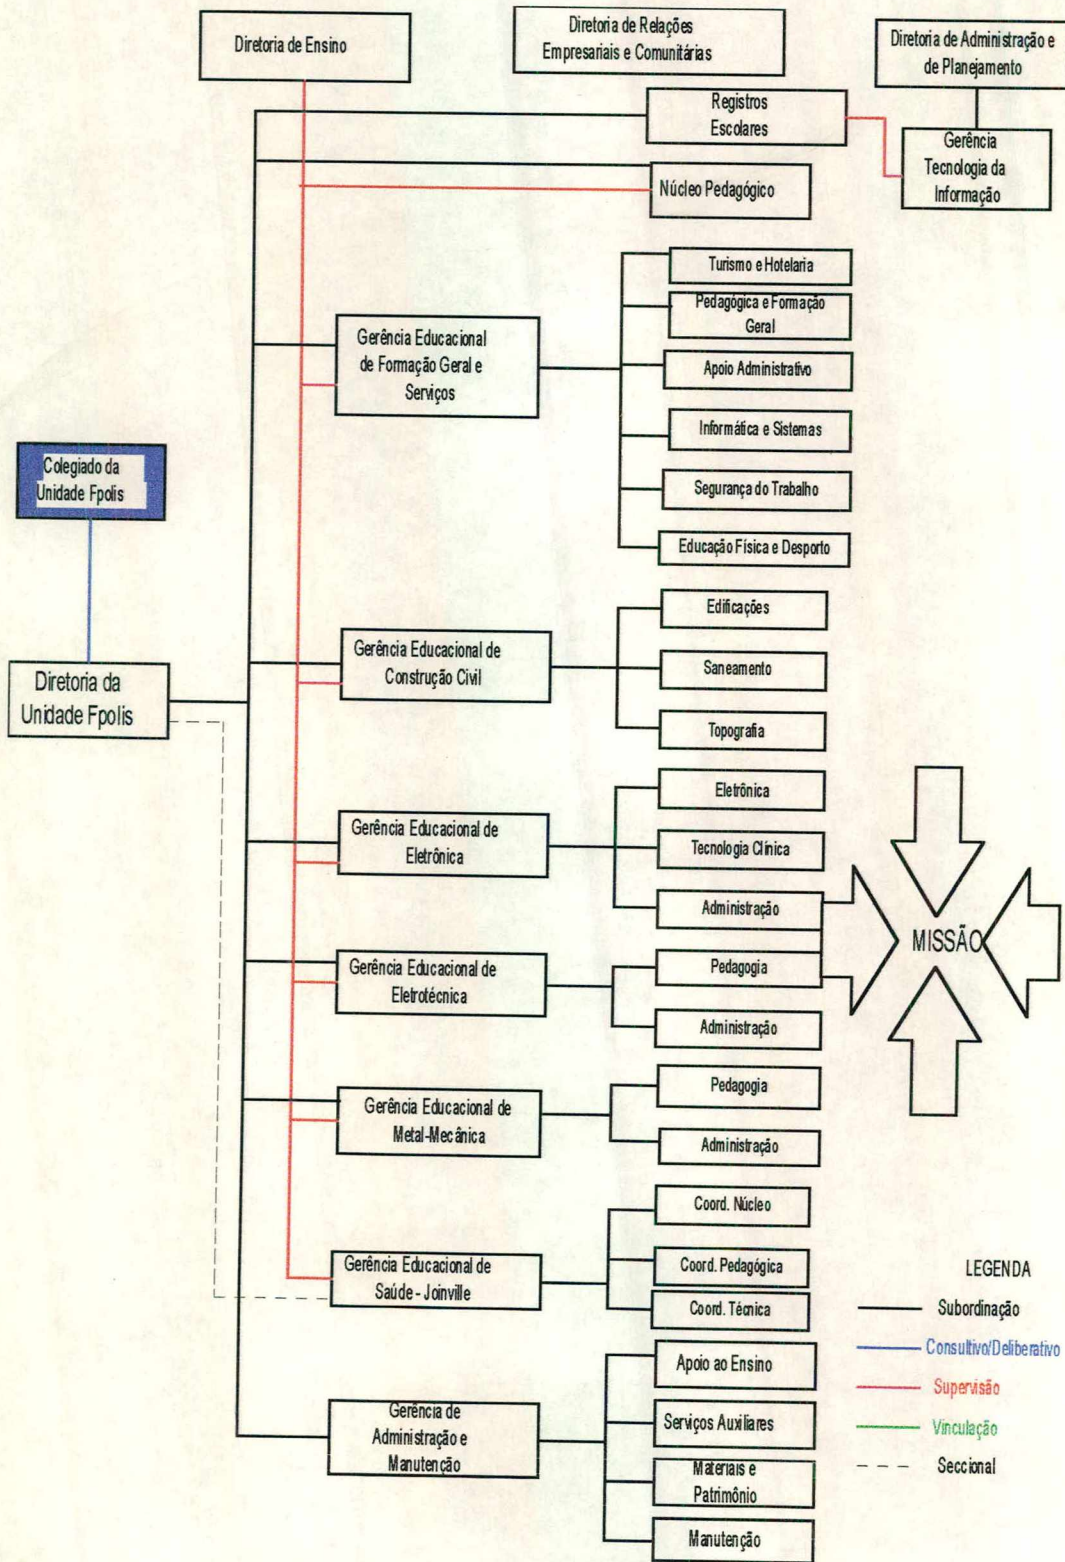 Diretoria de Ensino
Diretoria de Relações
Empresariais e Comunitárias
Diretoria de Administração e
de Planejamento
Registros
Escolares
Gerência
Tecnologia da
Informação
Núcleo Pedagógico
Turismo e Hotelaria
Pedagógica e Formação
Geral
Gerência Educacional
de Formação Geral e
Serviços
Apoio Administrativo
Informática e Sistemas
Segurança do Trabalho
Educação Física e Desporto
Colegiado da
Unidade Fpolis
Diretoria da
Unidade Fpolis
Gerência Educacional de
Construção Civil
Edificações
Saneamento
Topografia
Gerência Educacional de
Eletrônica
Eletrônica
Tecnologia Clínica
Administração
MISSÃO
Gerência Educacional de
Eletrotécnica
Pedagogia
Administração
Gerência Educacional de
Metal-Mecânica
Pedagogia
Administração
Gerência Educacional de
Saúde - Joinville
Coord. Núcleo
Coord. Pedagógica
Coord. Técnica
Gerência de
Administração e
Manutenção
Apoio ao Ensino
Serviços Auxiliares
Materiais e
Patrimônio
Manutenção
LEGENDA
Subordinação
Consultivo/Deliberativo
Supervisão
Vinculação
Seccional